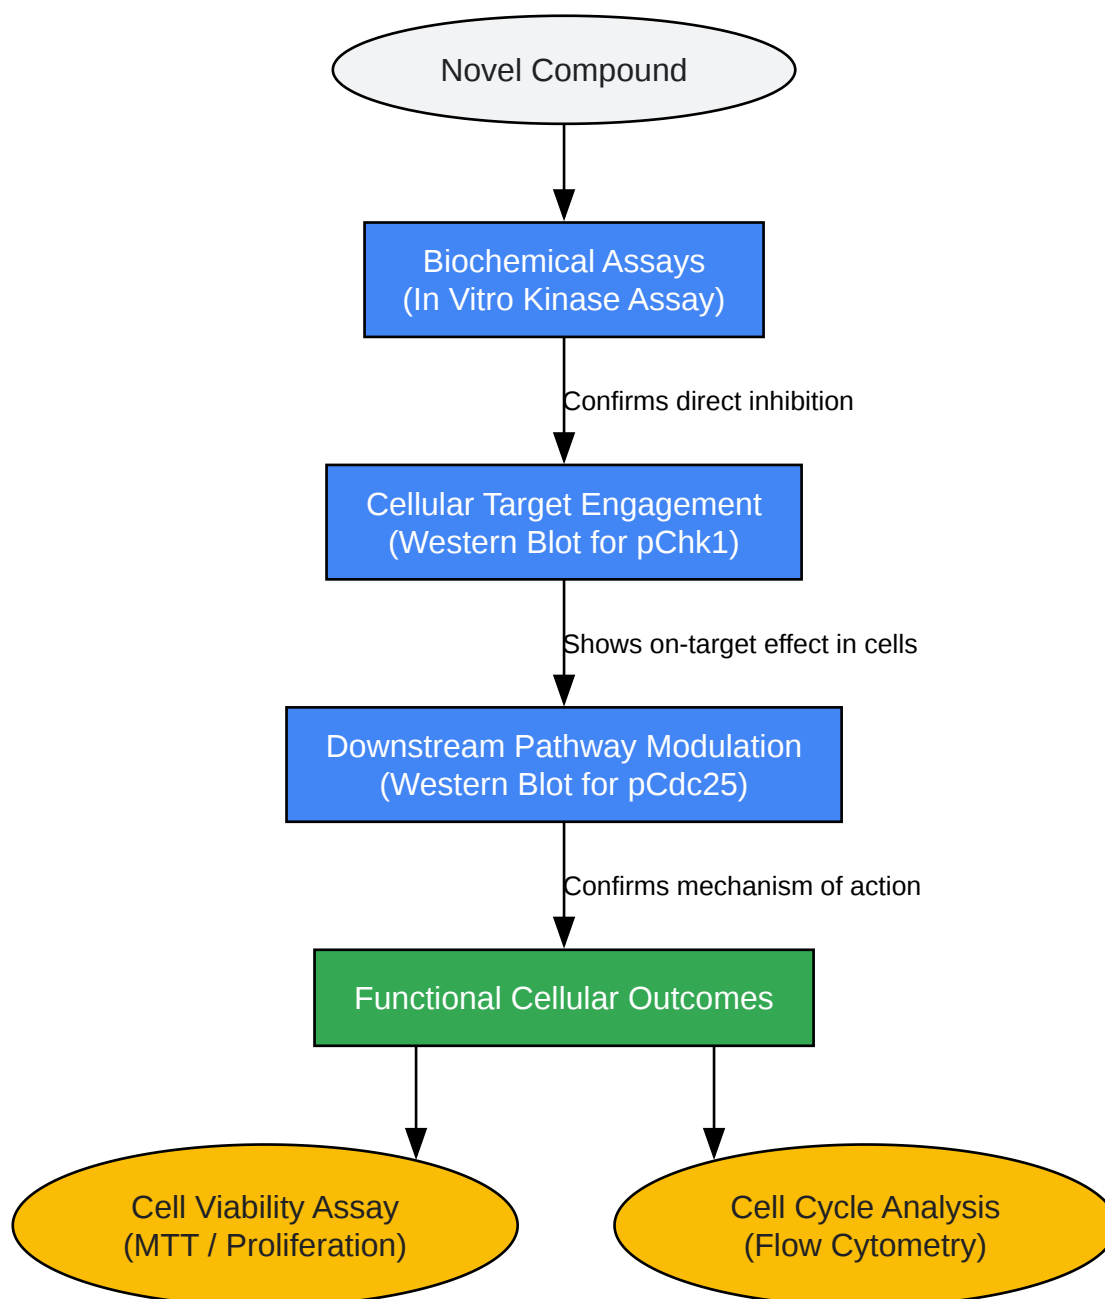 Novel Compound
Biochemical Assays
(In Vitro Kinase Assay)
Confirms direct inhibition
Cellular Target Engagement
(Western Blot for pChk1)
Shows on-target effect in cells
Downstream Pathway Modulation
(Western Blot for pCdc25)
Confirms mechanism of action
Functional Cellular Outcomes
Cell Viability Assay
(MTT / Proliferation)
Cell Cycle Analysis
(Flow Cytometry)